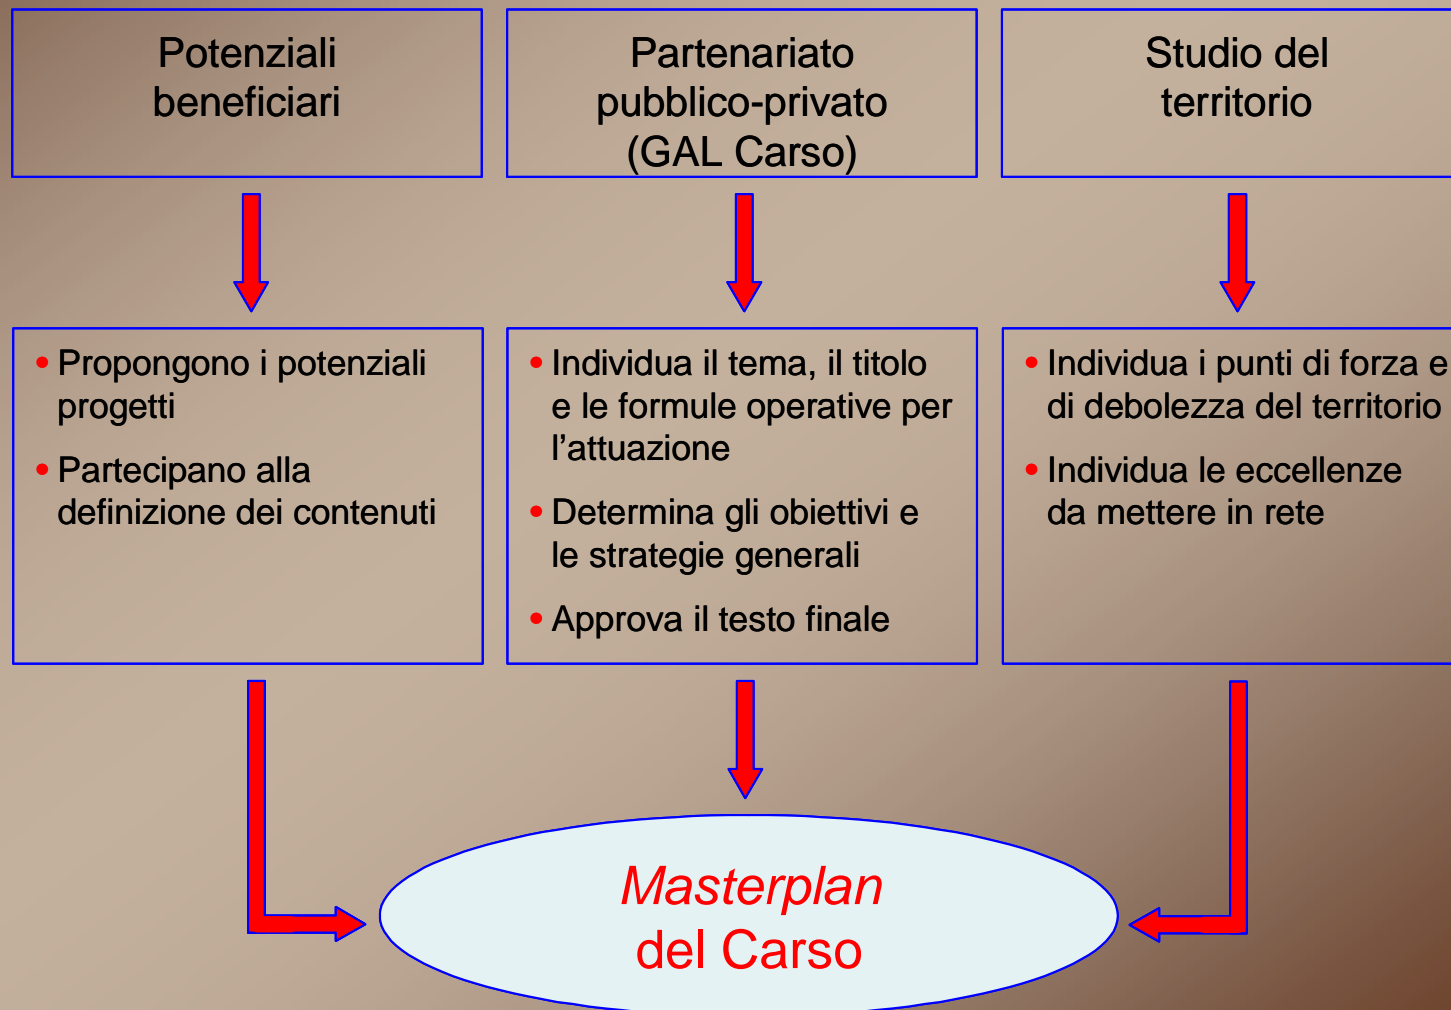 Potenziali
beneficiari
Partenariato
pubblico-privato
(GAL Carso)
Studio del
territorio
• Propongono i potenziali
progetti
• Partecipano alla
definizione dei contenuti
• Individua il tema, il titolo
e le formule operative per
l’attuazione
• Determina gli obiettivi e
le strategie generali
• Approva il testo finale
• Individua i punti di forza e
di debolezza del territorio
• Individua le eccellenze
da mettere in rete
Masterplan
del Carso